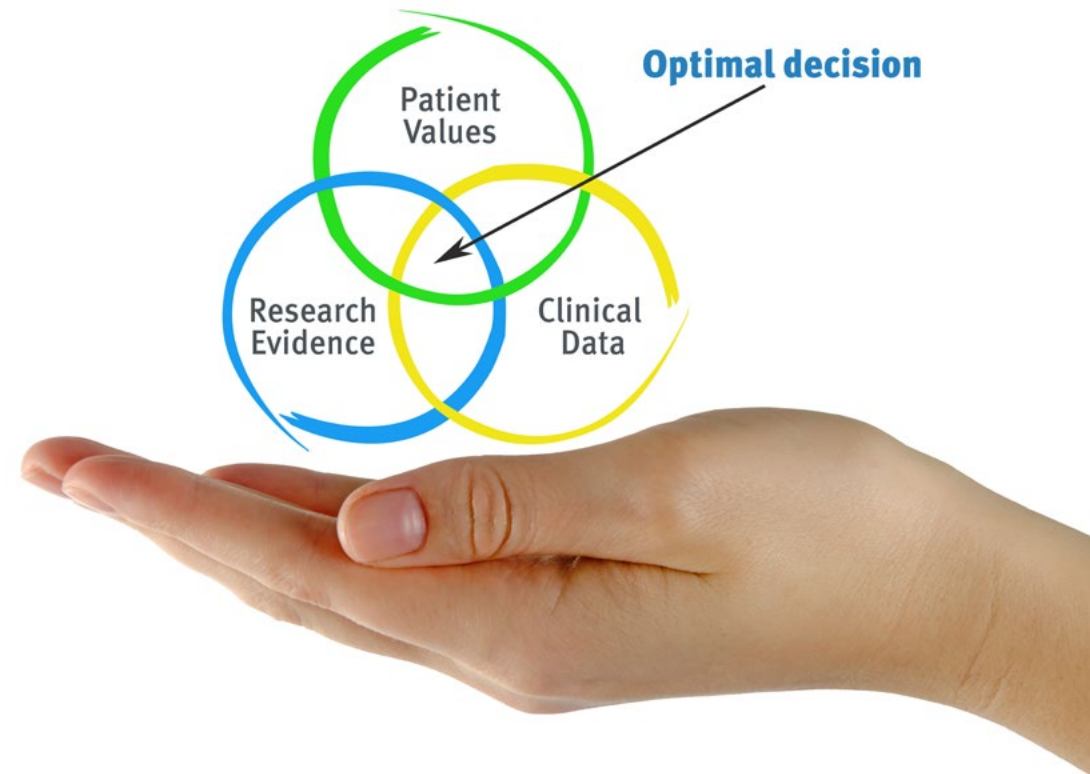 Optimal decision
Patient
Values
Research
Evidence
Clinical
Data